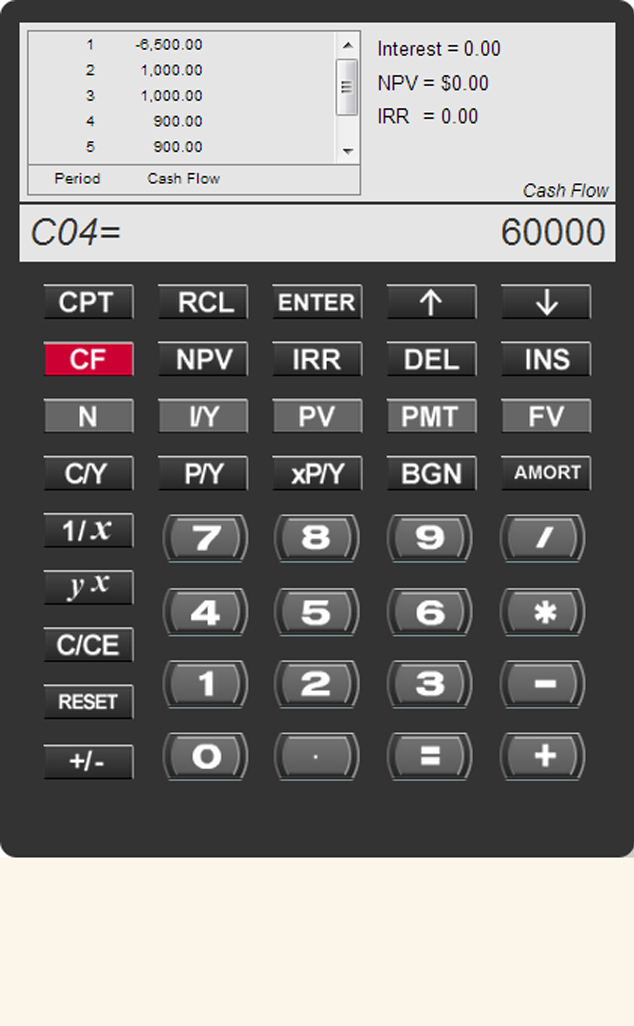 1 -6,500.00
2 1,000.00
3 1,000.00
4 900.00
5 900.00
Period Cash Flow
Interest = 0.00
NPV = $0.00
IRR = 0.00
Cash Flow
C04= 60000
CPT RCL ENTER ↑ ↓
CF NPV IRR DEL INS
N I/Y PV PMT FV
C/Y P/Y xP/Y BGN AMORT
1/x 7 8 9 /
y x 4 5 6 *
C/CE 1 2 3 -
RESET 0 . = +
+/-